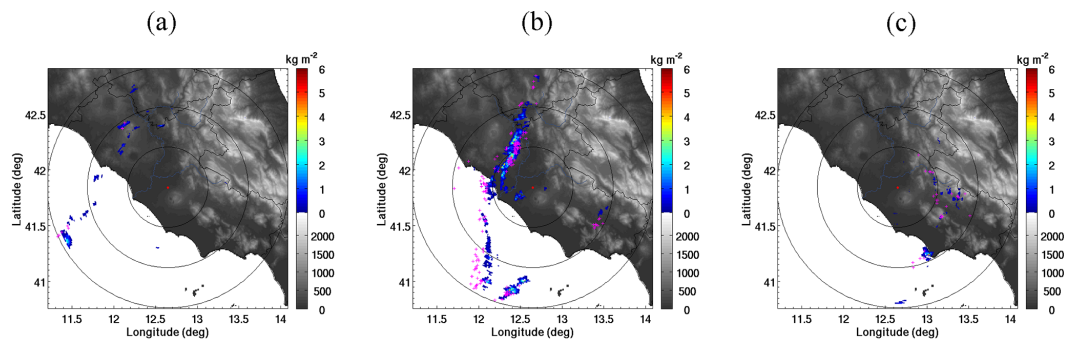 (a) (b) (c)
kg m-2 kg m-2 kg m-2
6 6 6
42.5 42.5 42.5
5 5 5
4 4 4
42 42 42
3 3 3
2 2 2
Latitude (deg) Latitude (deg) Latitude (deg)
1 1 1
41.5 41.5 41.5
0 0 0
2000 2000 2000
1500 1500 1500
41 41 41
1000 1000 1000
500 500 500
0 0 0
11.5 12 12.5 13 13.5 14 11.5 12 12.5 13 13.5 14 11.5 12 12.5 13 13.5 14
Longitude (deg) Longitude (deg) Longitude (deg)